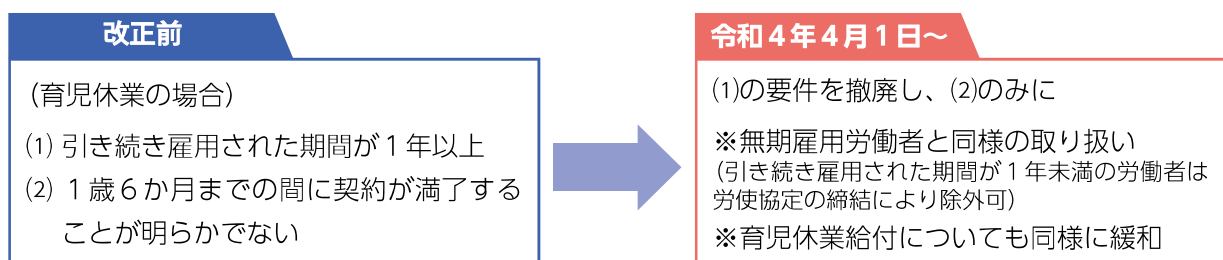 改正前
(育児休業の場合)
(1) 引き続き雇用された期間が1年以上
(2) 1歳6か月までの間に契約が満了する
ことが明らかでない
令和4年4月1日~
(1)の要件を撤廃し、(2)のみに
※無期雇用労働者と同様の取り扱い
(引き続き雇用された期間が1年未満の労働者は
労使協定の締結により除外可)
※育児休業給付についても同様に緩和